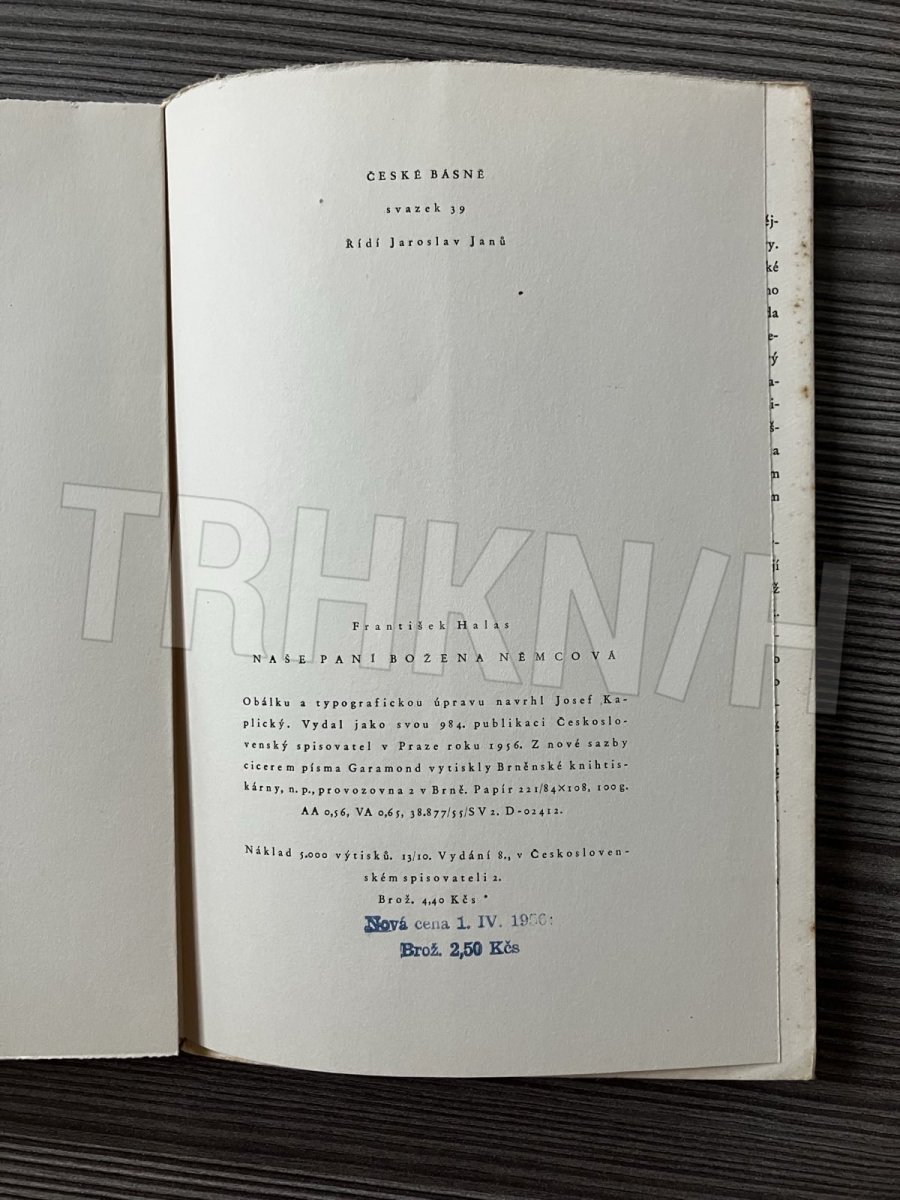 ČESKÉ BÁSNĚ
svazek 39
Řídí Jaroslav Janů
TRHKNIH
František Halas
NAŠE PANÍ BOŽENA NĚMCOVÁ
Obálku a typografickou úpravu navrhl Josef Ka-
plický. Vydal jako svou 984. publikaci Českoslo-
venský spisovatel v Praze roku 1956. Z nové sazby
cicerem písma Garamond vytiskly Brněnské knihtis-
kárny, n.p., provozovna 2 v Brně. Papír 221/84×108, 100g.
AA 0,56, VA 0,65, 38.877/55/SV 2. D-02412.
Náklad 5.000 výtisků. 13/10. Vydání 8., v Českosloven-
ském spisovateli 2.
Brož. 4,40 Kčs
Nová cena 1. IV. 1956:
Brož. 2,50 Kčs